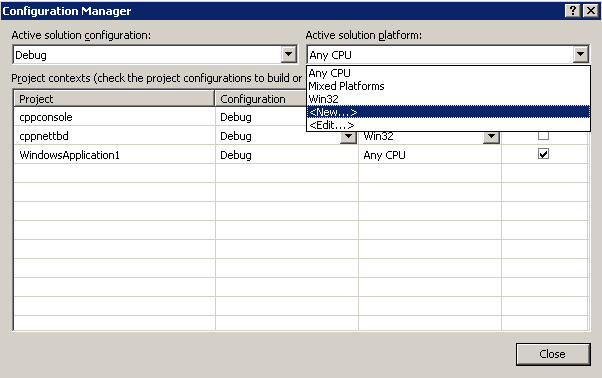 Configuration Manager
Active solution configuration:
Active solution platform:
Debug
Any CPU
Any CPU
Mixed Platforms
Win32
<New...>
<Edit...>
Project contexts (check the project configurations to build or
Project
Configuration
cppconsole
Debug
cppnettbd
Debug
Win32
WindowsApplication1
Debug
Any CPU
Close